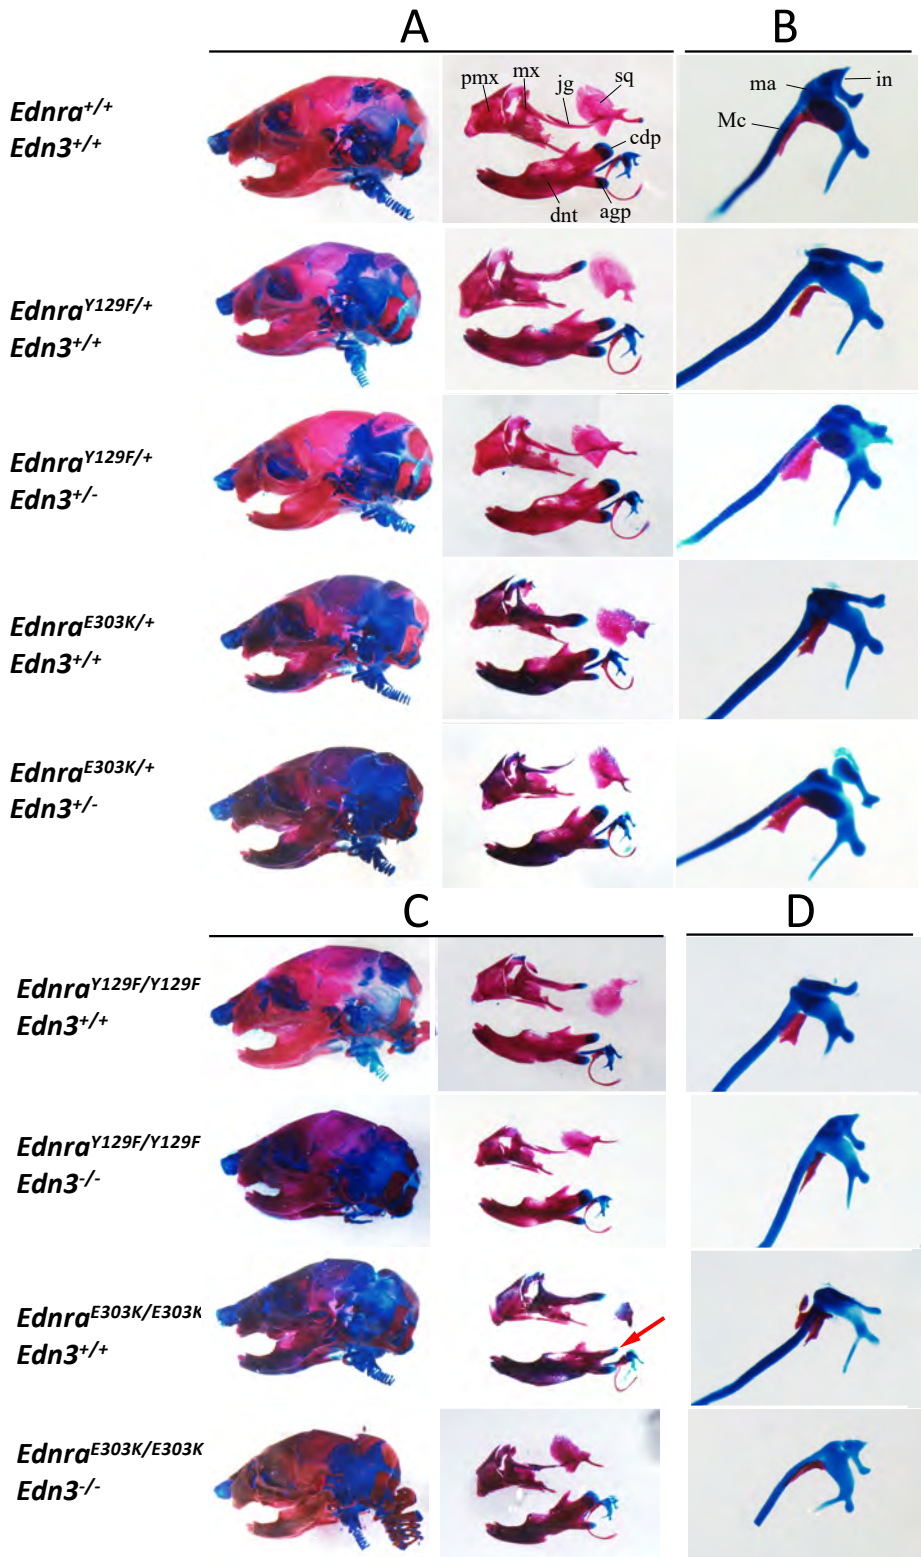 A
B
Ednra+/+
Edn3+/+
pmx
mx
jg
sq
cdp
dnt
agp
ma
in
Mc
EdnraY129F/+
Edn3+/+
EdnraY129F/+
Edn3+/-
EdnraE303K/+
Edn3+/+
EdnraE303K/+
Edn3+/-
C
D
EdnraY129F/Y129F
Edn3+/+
EdnraY129F/Y129F
Edn3-/-
EdnraE303K/E303K
Edn3+/+
EdnraE303K/E303K
Edn3-/-